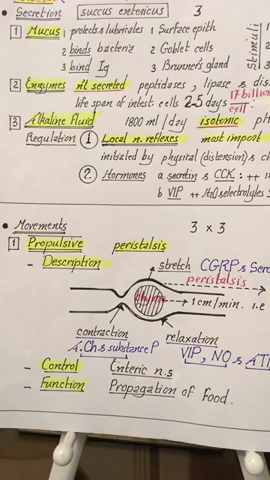 • Secretion succus entericus 3
1 Mucus 1 protects & lubricates 1 Surface epith
2 binds bacteria 2 Goblet cells
3 bind Ig 3 Brunner's gland
Stimuli
2 Enzymes not secreted peptidases, lipase & dis
17 billion
life span of intest cells 2-5 days cell
3 Alkaline Fluid 1800 ml/day isotonic
Regulation 1 Local n. reflexes most import
initiated by physical (distension) &
2 Hormones a secretin & CCK : ++
b VIP ++ H2O & electrolytes
• Movements 3 x 3
1 Propulsive peristalsis
- Description stretch CGRP & Sero
peristalsis
chyme 1 cm/min. i.e
contraction relaxation
A.Ch & substance P VIP, NO & AT
- Control Enteric n.s
- Function Propagation of Food.